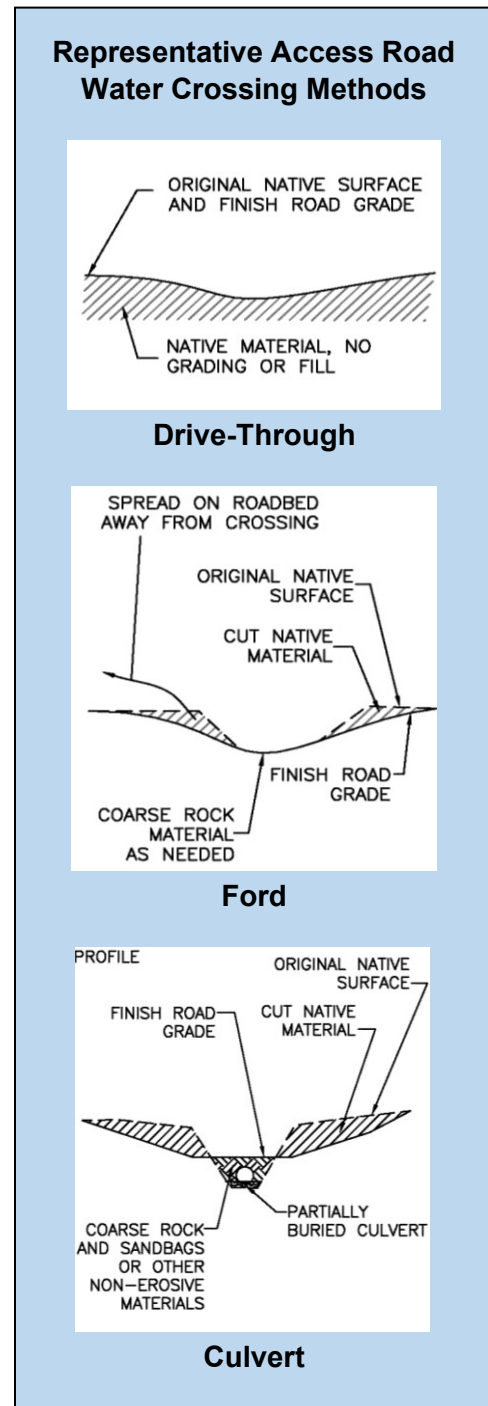 Representative Access Road
Water Crossing Methods
ORIGINAL NATIVE SURFACE
AND FINISH ROAD GRADE
NATIVE MATERIAL, NO
GRADING OR FILL
Drive-Through
SPREAD ON ROADBED
AWAY FROM CROSSING
ORIGINAL NATIVE
SURFACE
CUT NATIVE
MATERIAL
FINISH ROAD
GRADE
COARSE ROCK
MATERIAL
AS NEEDED
Ford
PROFILE
ORIGINAL NATIVE
SURFACE
FINISH ROAD
GRADE
CUT NATIVE
MATERIAL
PARTIALLY
BURIED CULVERT
COARSE ROCK
AND SANDBAGS
OR OTHER
NON-EROSIVE
MATERIALS
Culvert